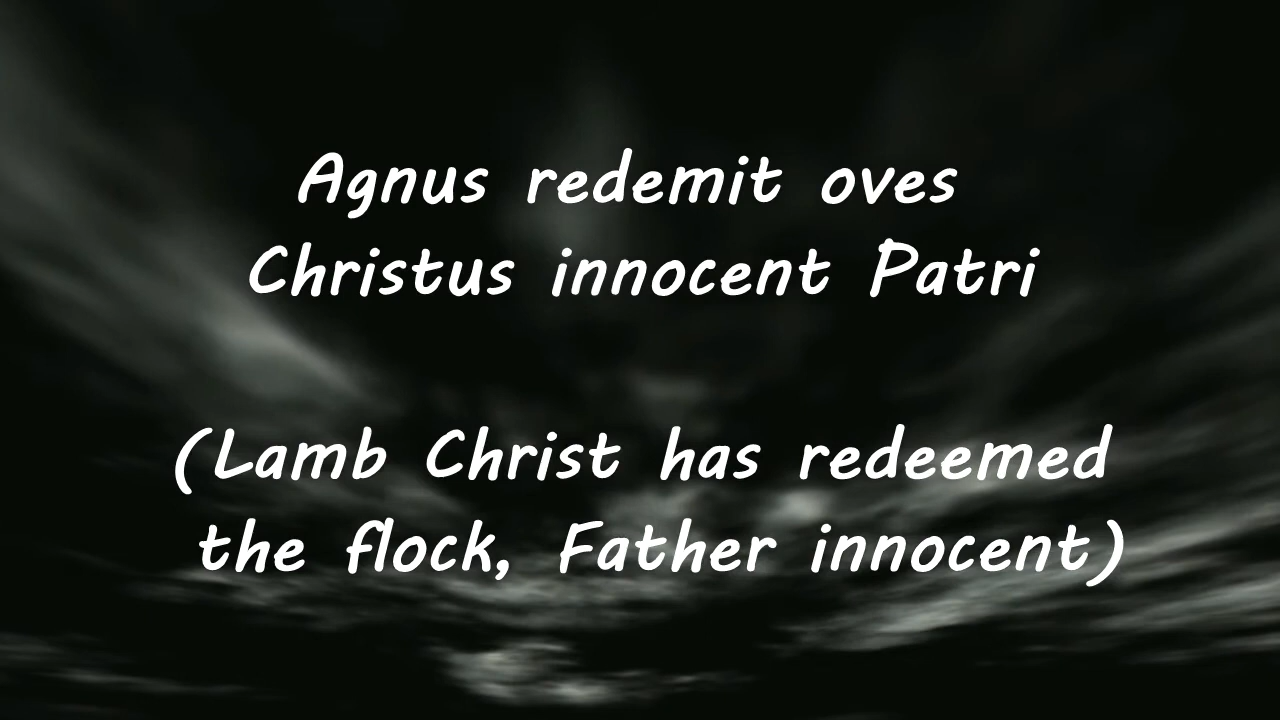 Agnus redemit oves
Christus innocent Patri
(Lamb Christ has redeemed
the flock, Father innocent)